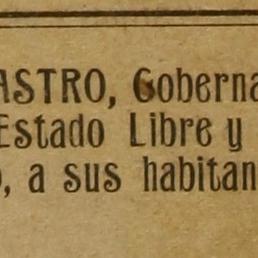 ASTRO, Goberna
Estado Libre y
o, a sus habitan